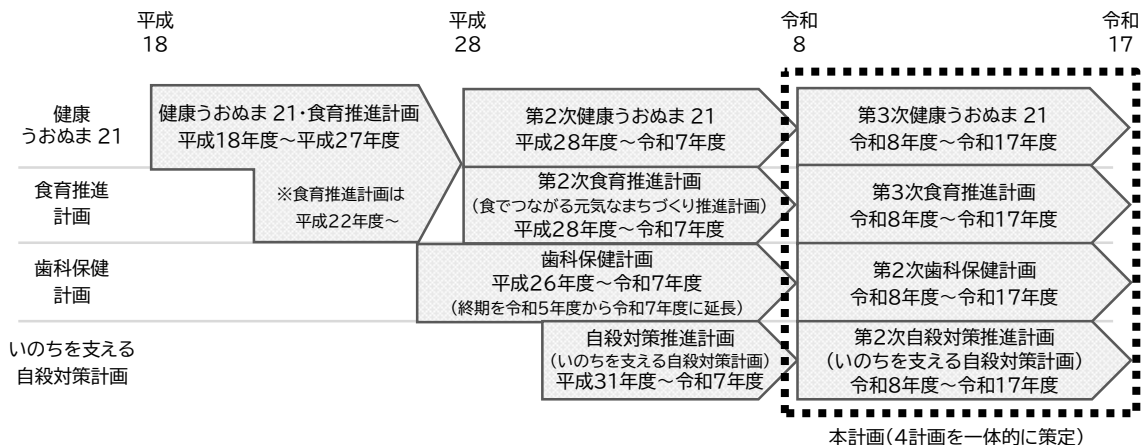 平成
18
平成
28
令和
8
令和
17
健康
うおぬま 21
健康うおぬま 21・食育推進計画
平成18年度～平成27年度
第2次健康うおぬま 21
平成28年度～令和7年度
第3次健康うおぬま 21
令和8年度～令和17年度
食育推進
計画
※食育推進計画は
平成22年度～
第2次食育推進計画
(食でつながる元気なまちづくり推進計画)
平成28年度～令和7年度
第3次食育推進計画
令和8年度～令和17年度
歯科保健
計画
歯科保健計画
平成26年度～令和7年度
(終期を令和5年度から令和7年度に延長)
第2次歯科保健計画
令和8年度～令和17年度
いのちを支える
自殺対策計画
自殺対策推進計画
(いのちを支える自殺対策計画)
平成31年度～令和7年度
第2次自殺対策推進計画
(いのちを支える自殺対策計画)
令和8年度～令和17年度
本計画(4計画を一体的に策定)